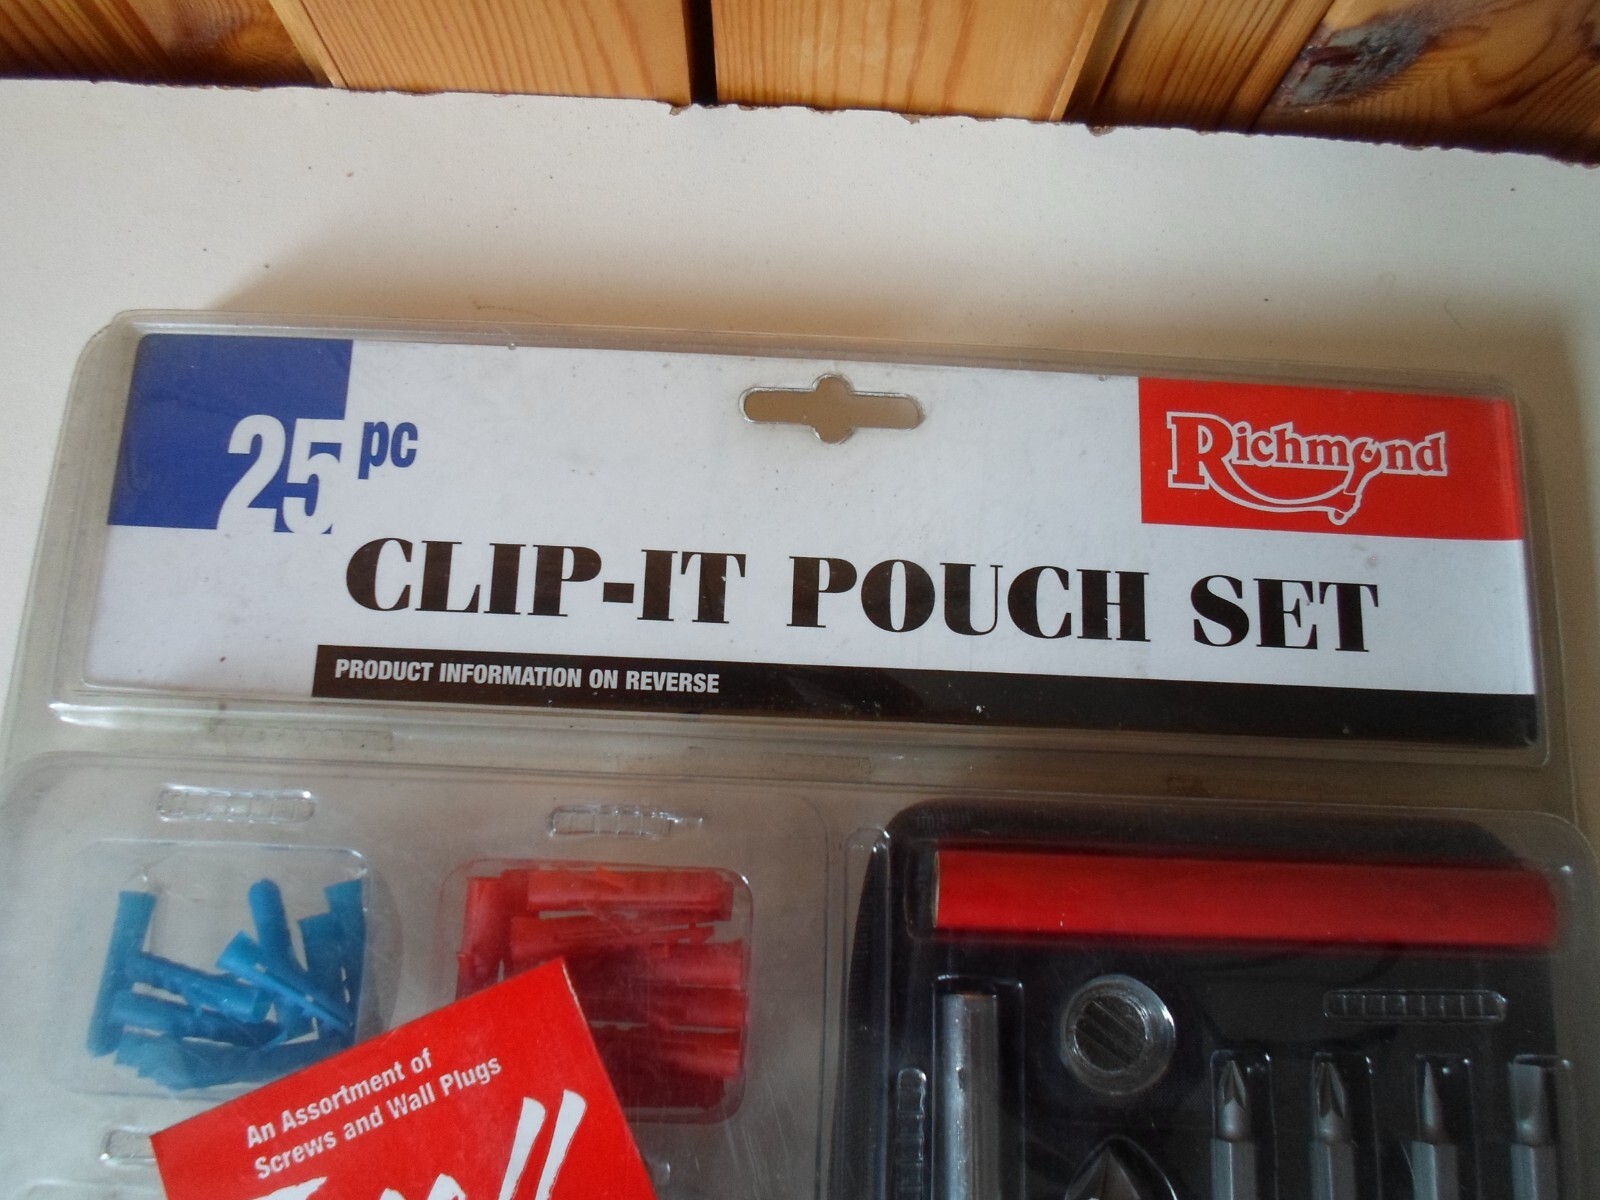 25 pc
Richmond
CLIP-IT POUCH SET
PRODUCT INFORMATION ON REVERSE
An Assortment of
Screws and Wall Plugs